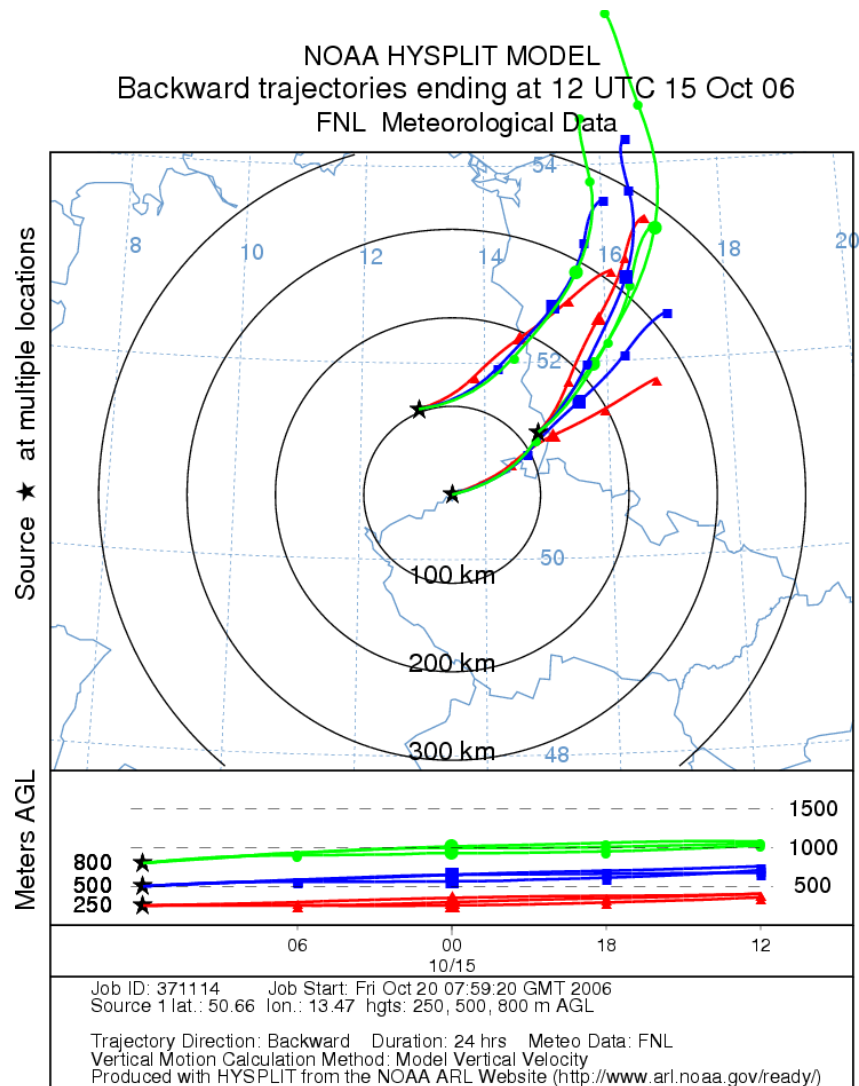 NOAA HYSPLIT MODEL
Backward trajectories ending at 12 UTC 15 Oct 06
FNL Meteorological Data
Source ★ at multiple locations
54
8
10
12
14
16
18
20
52
50
100 km
200 km
300 km
48
Meters AGL
1500
1000
500
800
500
250
06 00 18 12
10/15
Job ID: 371114 Job Start: Fri Oct 20 07:59:20 GMT 2006
Source 1 lat.: 50.66 lon.: 13.47 hgts: 250, 500, 800 m AGL
Trajectory Direction: Backward Duration: 24 hrs Meteo Data: FNL
Vertical Motion Calculation Method: Model Vertical Velocity
Produced with HYSPLIT from the NOAA ARL Website (http://www.arl.noaa.gov/ready/)